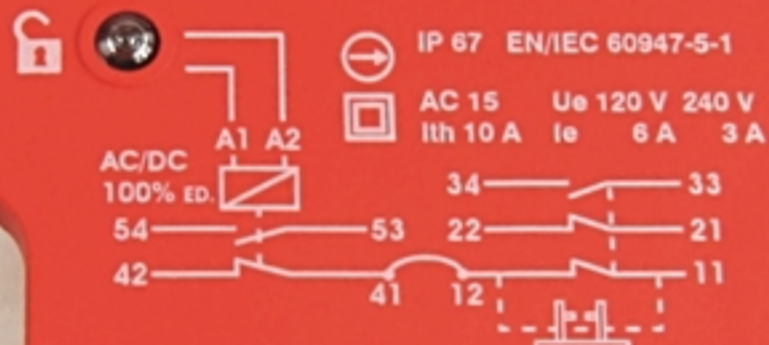 IP 67 EN/IEC 60947-5-1
AC 15 Ue 120 V 240 V
Ith 10 A Ie 6 A 3 A
A1 A2
AC/DC
100% ED.
34 33
54 53 22 21
42 41 12 11